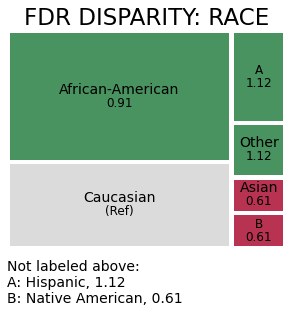 FDR DISPARITY: RACE
African-American
0.91
A
1.12
Other
1.12
Caucasian
(Ref)
Asian
0.61
B
0.61
Not labeled above:
A: Hispanic, 1.12
B: Native American, 0.61